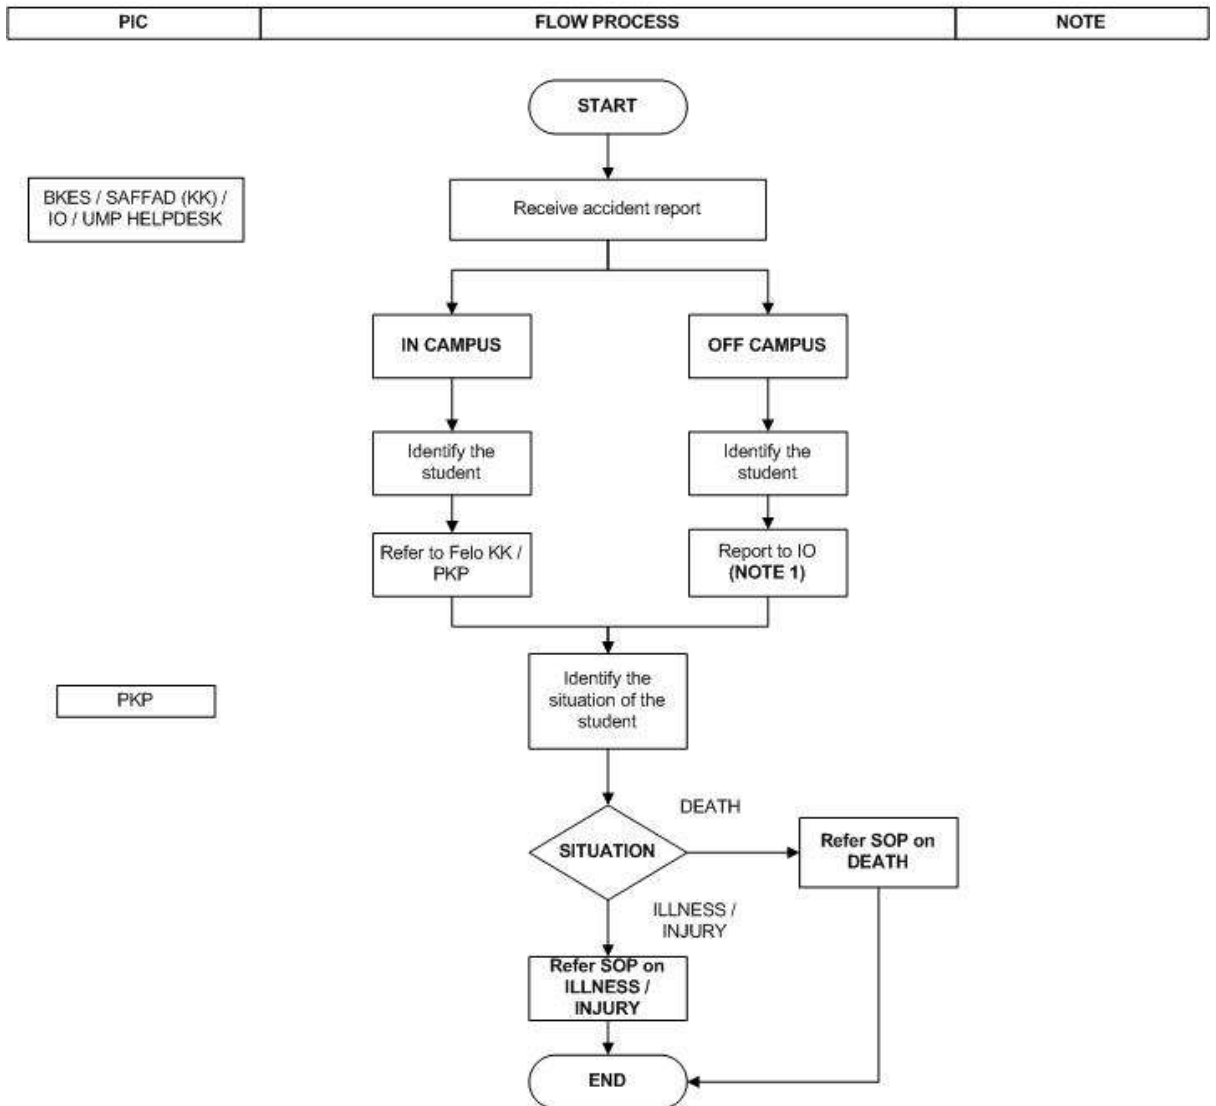 PIC
FLOW PROCESS
NOTE
START
BKES / SAFFAD (KK) /
IO / UMP HELPDESK
Receive accident report
IN CAMPUS
OFF CAMPUS
Identify the
student
Identify the
student
Refer to Felo KK /
PKP
Report to IO
(NOTE 1)
PKP
Identify the
situation of the
student
DEATH
SITUATION
Refer SOP on
DEATH
ILLNESS /
INJURY
Refer SOP on
ILLNESS /
INJURY
END